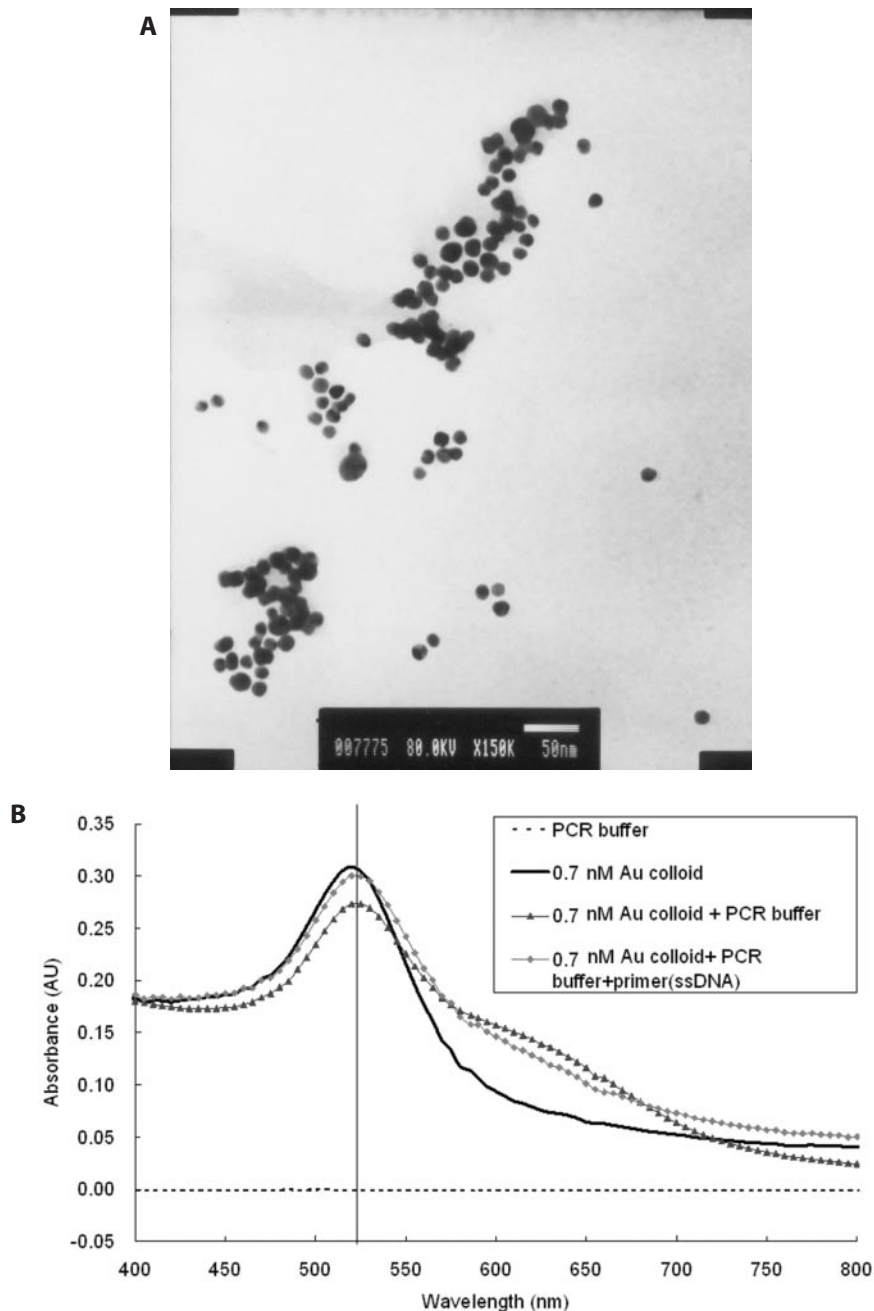 A
007775 80.0KV X150K 50nm
B
0.35
0.30
0.25
0.20
0.15
0.10
0.05
0.00
-0.05
Absorbance (AU)
PCR buffer
0.7 nM Au colloid
0.7 nM Au colloid + PCR buffer
0.7 nM Au colloid+ PCR
buffer+primer(ssDNA)
400 450 500 550 600 650 700 750 800
Wavelength (nm)